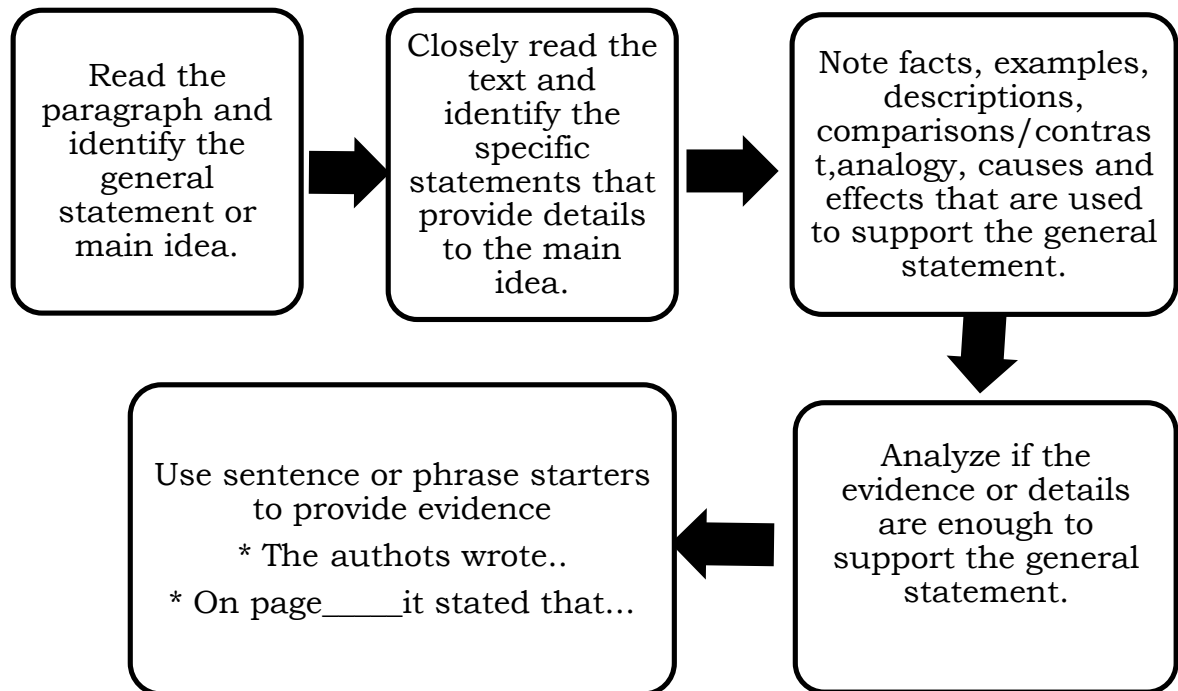 Read the
paragraph and
identify the
general
statement or
main idea.
Closely read the
text and
identify the
specific
statements that
provide details
to the main
idea.
Note facts, examples,
descriptions,
comparisons/contras
t,analogy, causes and
effects that are used
to support the general
statement.
Analyze if the
evidence or details
are enough to
support the general
statement.
Use sentence or phrase starters
to provide evidence
* The authots wrote..
* On page_____it stated that...